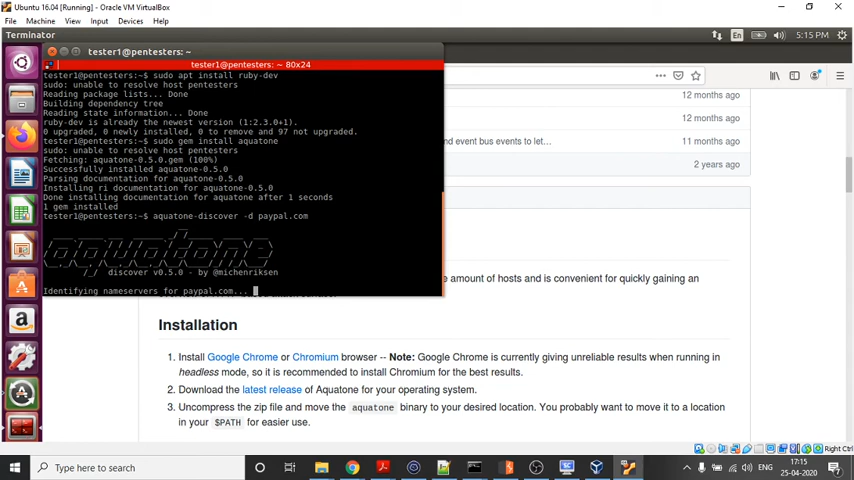 Ubuntu 16.04 [Running] - Oracle VM VirtualBox
File Machine View Input Devices Help
Terminator
En
5:15 PM
tester1@pentesters: ~
tester1@pentesters: ~ 80x24
tester1@pentesters:~$ sudo apt install ruby-dev
sudo: unable to resolve host pentesters
Reading package lists... Done
Building dependency tree
Reading state information... Done
ruby-dev is already the newest version (1:2.3.0+1).
0 upgraded, 0 newly installed, 0 to remove and 97 not upgraded.
tester1@pentesters:~$ sudo gem install aquatone
sudo: unable to resolve host pentesters
Fetching: aquatone-0.5.0.gem (100%)
Successfully installed aquatone-0.5.0
Parsing documentation for aquatone-0.5.0
Installing ri documentation for aquatone-0.5.0
Done installing documentation for aquatone after 1 seconds
1 gem installed
tester1@pentesters:~$ aquatone-discover -d paypal.com
aquatone
discover v0.5.0 - by @michenriksen
Identifying nameservers for paypal.com...
12 months ago
12 months ago
and event bus events to let...
11 months ago
2 years ago
e amount of hosts and is convenient for quickly gaining an
Installation
1. Install Google Chrome or Chromium browser -- Note: Google Chrome is currently giving unreliable results when running in
headless mode, so it is recommended to install Chromium for the best results.
2. Download the latest release of Aquatone for your operating system.
3. Uncompress the zip file and move the aquatone binary to your desired location. You probably want to move it to a location
in your $PATH for easier use.
Right Ctrl
Type here to search
ENG
17:15
25-04-2020